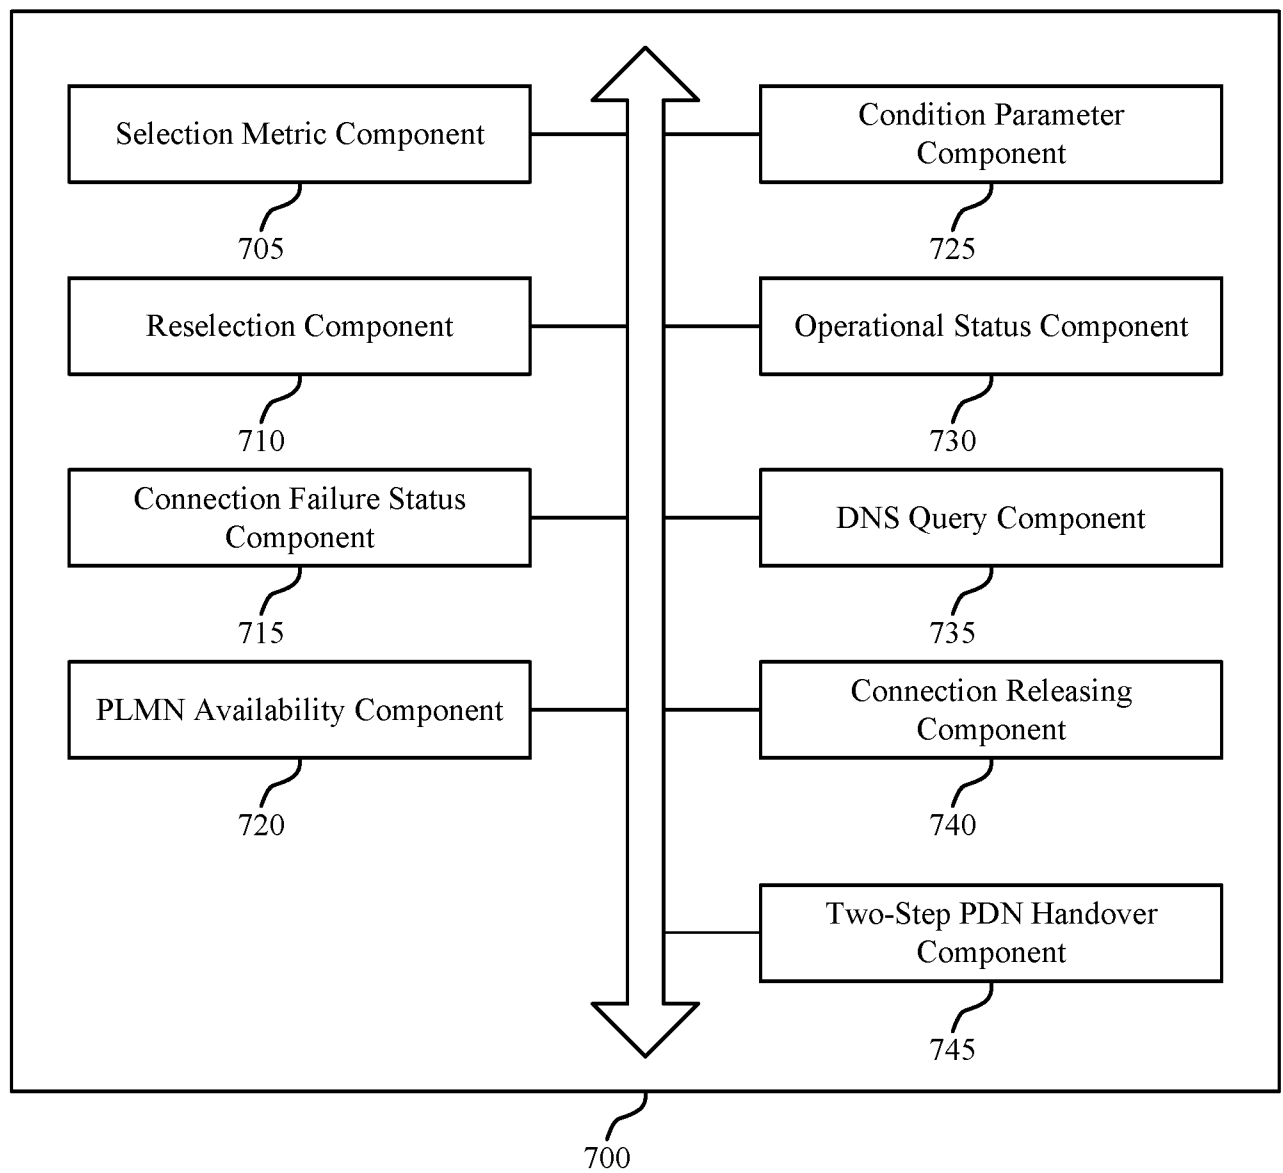 Selection Metric Component
705
Condition Parameter
Component
725
Reselection Component
710
Operational Status Component
730
Connection Failure Status
Component
715
DNS Query Component
735
PLMN Availability Component
720
Connection Releasing
Component
740
Two-Step PDN Handover
Component
745
700